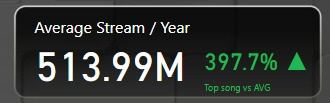 Average Stream / Year
513.99M 397.7% ▲
Top song vs AVG